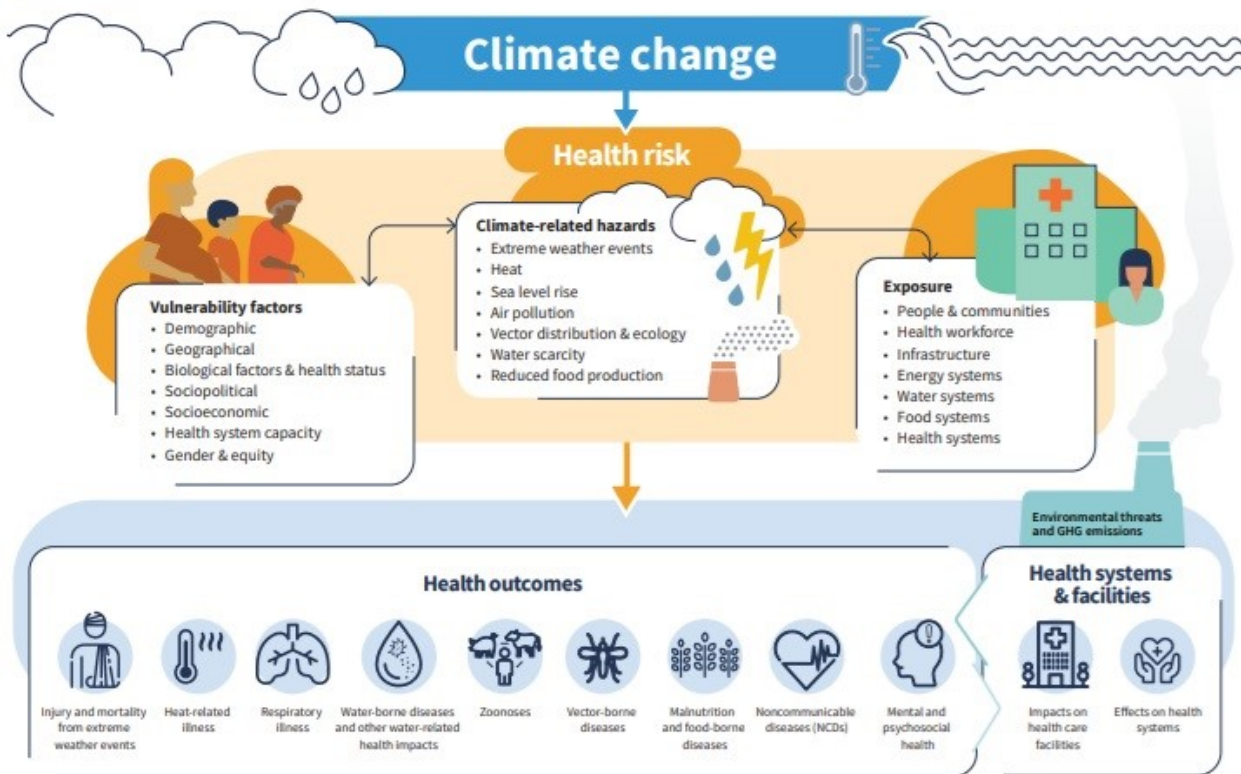 Climate change
Health risk
Vulnerability factors
• Demographic
• Geographical
• Biological factors & health status
• Sociopolitical
• Socioeconomic
• Health system capacity
• Gender & equity
Climate-related hazards
• Extreme weather events
• Heat
• Sea level rise
• Air pollution
• Vector distribution & ecology
• Water scarcity
• Reduced food production
Exposure
• People & communities
• Health workforce
• Infrastructure
• Energy systems
• Water systems
• Food systems
• Health systems
Environmental threats
and GHG emissions
Health outcomes
Injury and mortality
from extreme
weather events
Heat-related
illness
Respiratory
illness
Water-borne diseases
and other water-related
health impacts
Zoonoses
Vector-borne
diseases
Malnutrition
and food-borne
diseases
Noncommunicable
diseases (NCDs)
Mental and
psychosocial
health
Health systems
& facilities
Impacts on
health care
facilities
Effects on health
systems